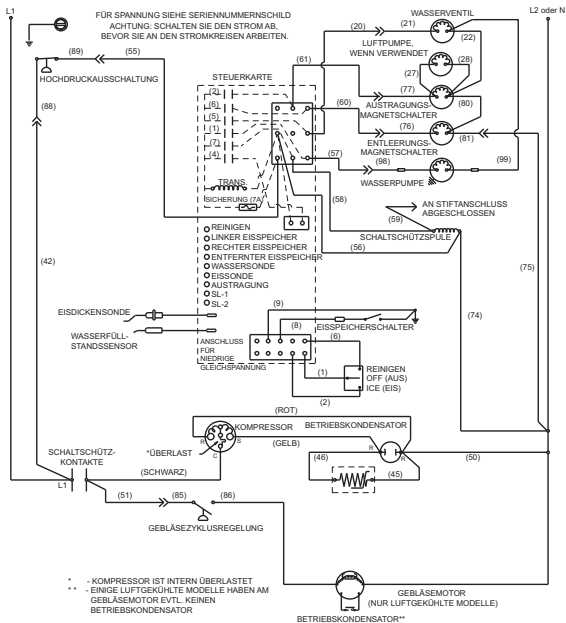 L1
L2 oder N
FÜR SPANNUNG SIEHE SERIENNUMMERNSCHILD
ACHTUNG: SCHALTEN SIE DEN STROM AB,
BEVOR SIE AN DEN STROMKREISEN ARBEITEN.
(20)
(21)
WASSERVENTIL
(22)
(89)
(55)
HOCHDRUCKAUSSCHALTUNG
(61)
LUFTPUMPE,
WENN VERWENDET
(28)
(27)
STEUERKARTE
(2)
(6)
(5)
(1)
(7)
(4)
(77)
(80)
AUSTRAGUNGS-
MAGNETSCHALTER
(88)
(60)
(76)
(81)
ENTLEERUNGS-
MAGNETSCHALTER
(57)
(98)
(99)
WASSERPUMPE
TRANS.
SICHERUNG (7A)
(58)
AN STIFTANSCHLUSS
ABGESCHLOSSEN
(59)
SCHALTSCHÜTZSPULE
(56)
REINIGEN
LINKER EISSPEICHER
RECHTER EISSPEICHER
ENTFERNTER EISSPEICHER
WASSERSONDE
EISSONDE
AUSTRAGUNG
SL-1
SL-2
(42)
(75)
(74)
EISDICKENSONDE
WASSERFÜLL-
STANDSSENSOR
(9)
(8)
EISSPEICHERSCHALTER
(6)
ANSCHLUSS
FÜR
NIEDRIGE
GLEICHSPANNUNG
(1)
(2)
REINIGEN
OFF (AUS)
ICE (EIS)
(ROT)
KOMPRESSOR
BETRIEBSKONDENSATOR
R
S
C
(GELB)
R
R
*ÜBERLAST
SCHALTSCHÜTZ-
KONTAKTE
(SCHWARZ)
(46)
(45)
(50)
L1
(51)
(85)
(86)
GEBLÄSEZYKLUSREGELUNG
* - KOMPRESSOR IST INTERN ÜBERLASTET
** - EINIGE LUFTGEKÜHLTE MODELLE HABEN AM
GEBLÄSEMOTOR EVTL. KEINEN
BETRIEBSKONDENSATOR
GEBLÄSEMOTOR
(NUR LUFTGEKÜHLTE MODELLE)
BETRIEBSKONDENSATOR**